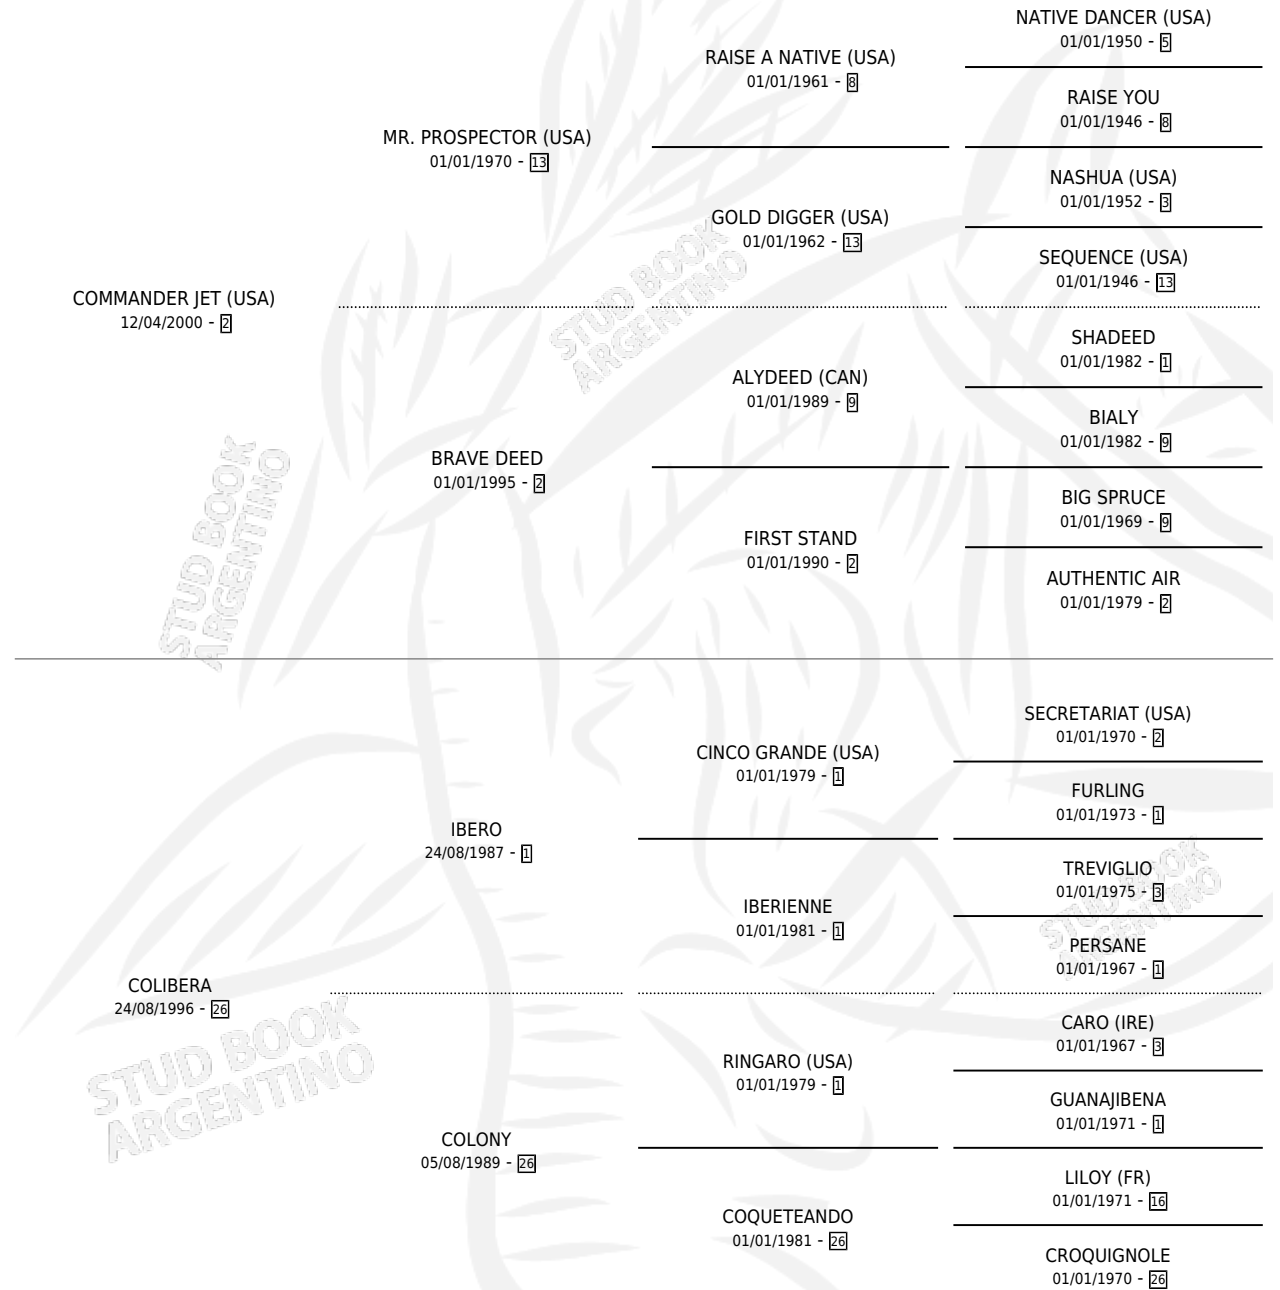 NATIVE DANCER (USA)
01/01/1950 - 5
RAISE A NATIVE (USA)
01/01/1961 - 8
RAISE YOU
01/01/1946 - 8
MR. PROSPECTOR (USA)
01/01/1970 - 13
NASHUA (USA)
01/01/1952 - 3
GOLD DIGGER (USA)
01/01/1962 - 13
SEQUENCE (USA)
01/01/1946 - 13
COMMANDER JET (USA)
12/04/2000 - 2
SHADEED
01/01/1982 - 1
ALYDEED (CAN)
01/01/1989 - 9
BIALY
01/01/1982 - 9
BRAVE DEED
01/01/1995 - 2
BIG SPRUCE
01/01/1969 - 9
FIRST STAND
01/01/1990 - 2
AUTHENTIC AIR
01/01/1979 - 2
SECRETARIAT (USA)
01/01/1970 - 2
CINCO GRANDE (USA)
01/01/1979 - 1
FURLING
01/01/1973 - 1
IBERO
24/08/1987 - 1
TREVIGLIO
01/01/1975 - 3
IBERIENNE
01/01/1981 - 1
PERSANE
01/01/1967 - 1
COLIBERA
24/08/1996 - 26
CARO (IRE)
01/01/1967 - 3
RINGARO (USA)
01/01/1979 - 1
GUANAJIBENA
01/01/1971 - 1
COLONY
05/08/1989 - 26
LILOY (FR)
01/01/1971 - 16
COQUETEANDO
01/01/1981 - 26
CROQUIGNOLE
01/01/1970 - 26
STUD BOOK
ARGENTINO
STUD BOOK
ARGENTINO
STUD BOOK
ARGENTINO
STUD BOOK
ARGENTINO